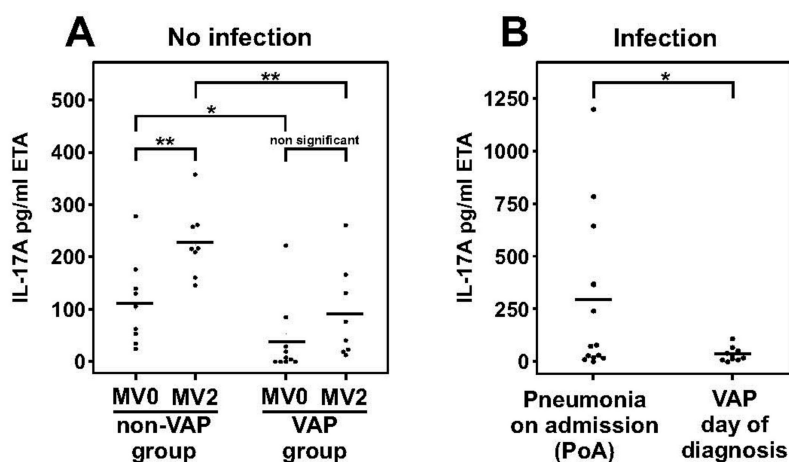 A
No infection
IL-17A pg/ml ETA
500
400
300
200
100
0
**
*
**
non significant
MV0 MV2 MV0 MV2
non-VAP group
VAP group
B
Infection
IL-17A pg/ml ETA
1250
1000
750
500
250
0
*
Pneumonia
on admission
(PoA)
VAP
day of
diagnosis